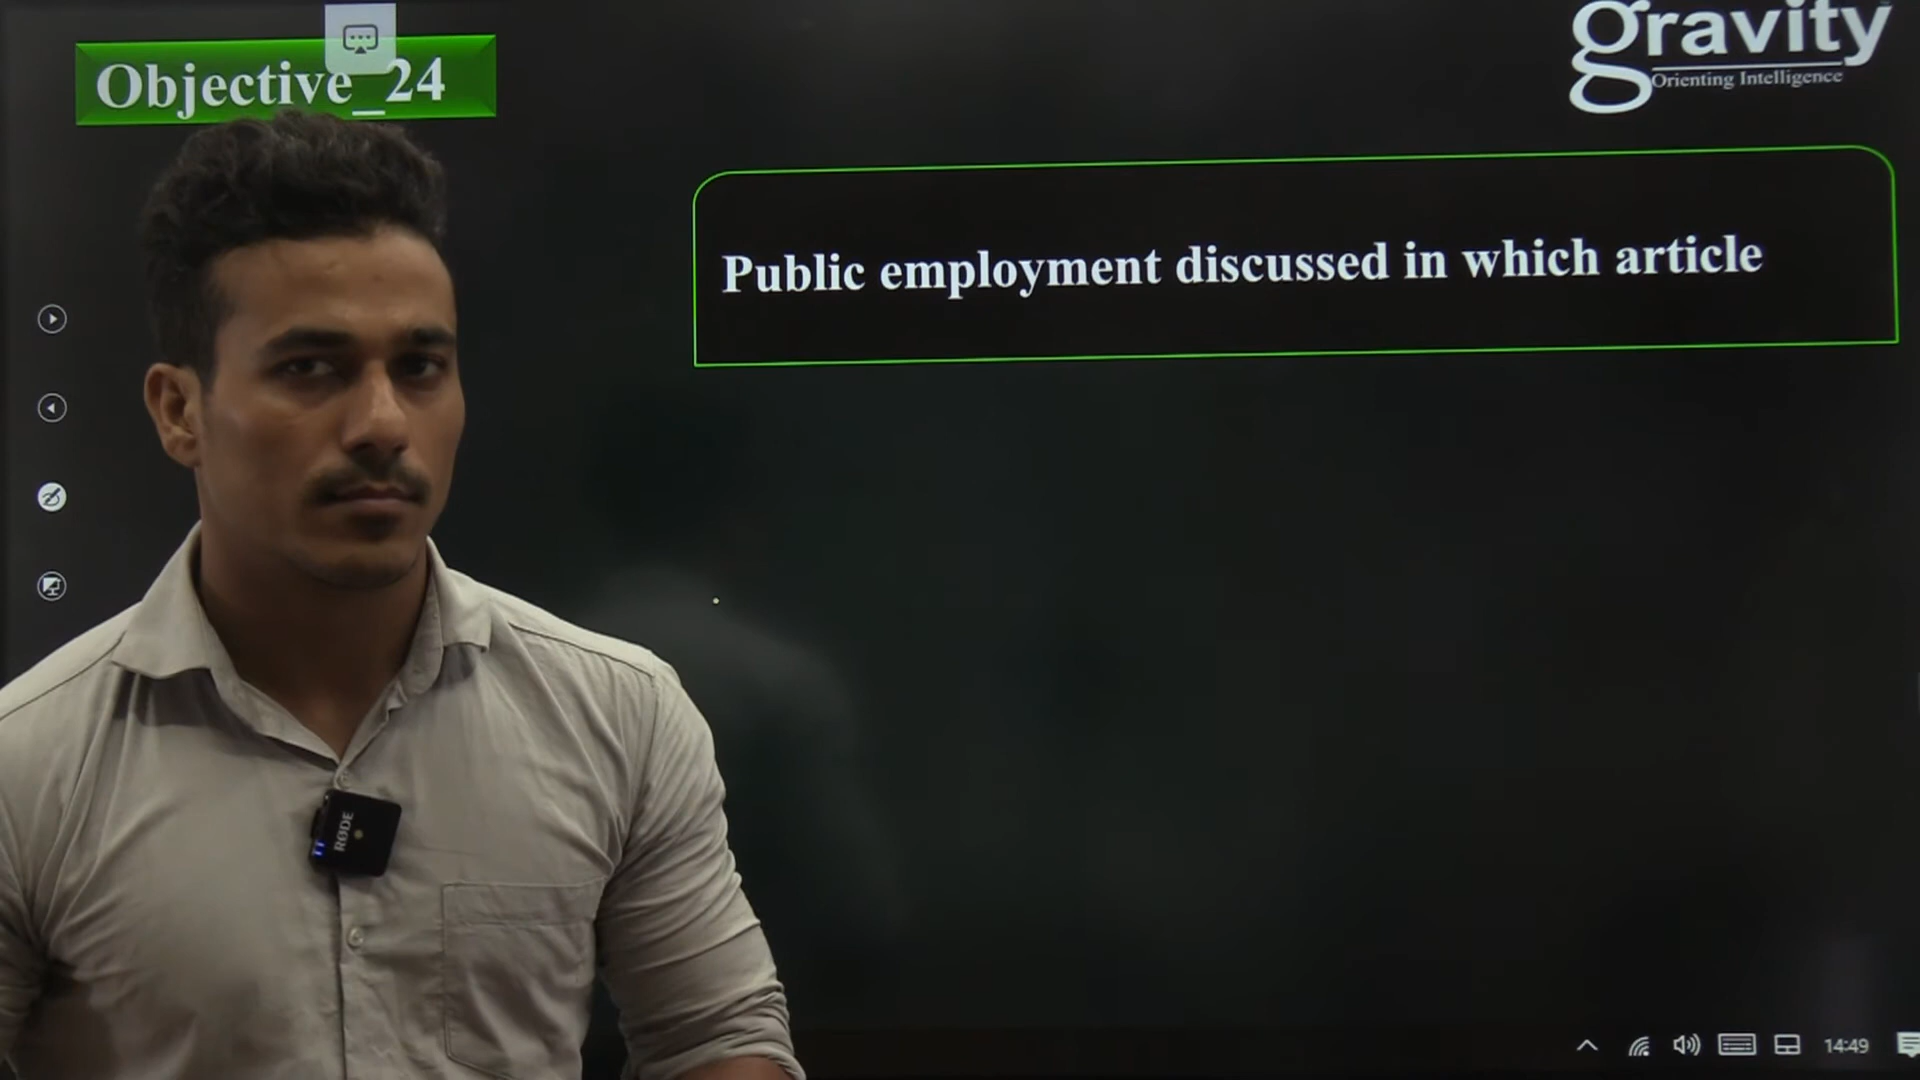 Objective_24
gravity
Orienting Intelligence
Public employment discussed in which article
RØDE
14:49